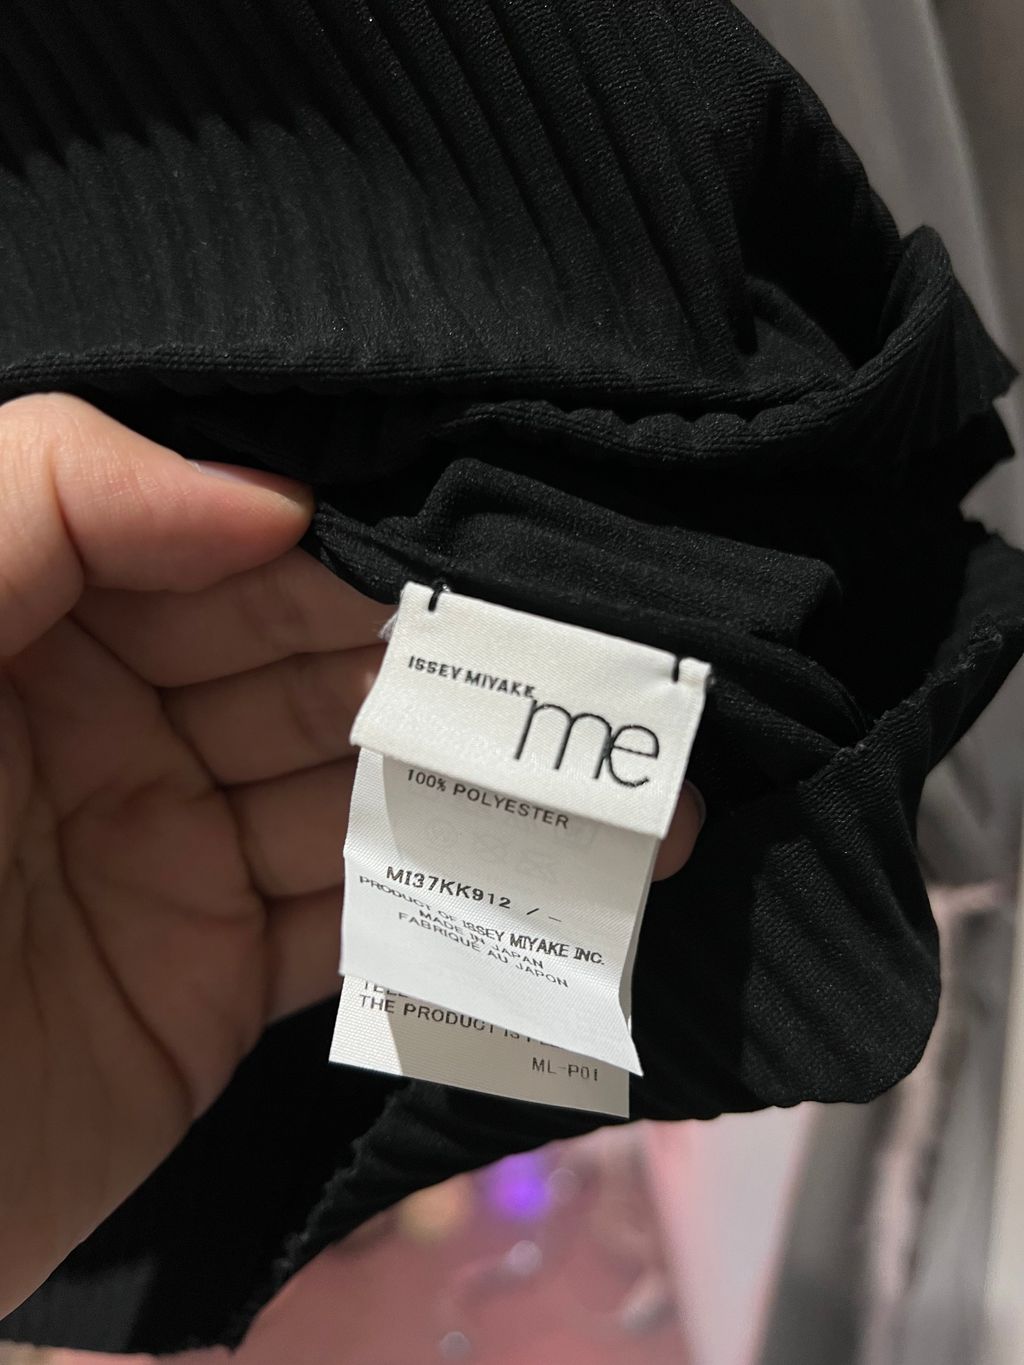 ISSEY MIYAKE
me
100% POLYESTER
MI37KK912 / –
PRODUCT OF ISSEY MIYAKE INC.
MADE IN JAPAN
FABRIQUE AU JAPON
THE PRODUCT IS
ML-P01